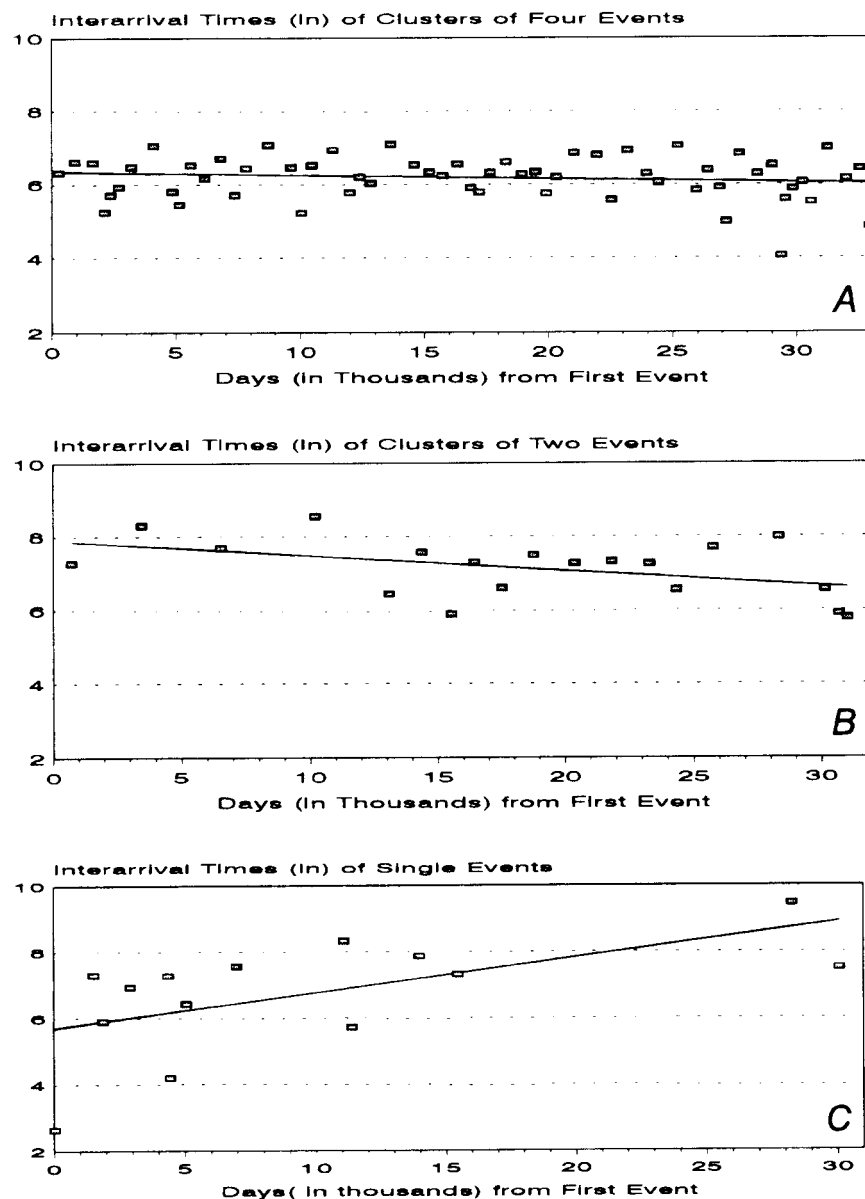 Interarrival Times (ln) of Clusters of Four Events
10
8
6
4
2
A
0 5 10 15 20 25 30
Days (In Thousands) from First Event
Interarrival Times (ln) of Clusters of Two Events
10
8
6
4
2
B
0 5 10 15 20 25 30
Days (In Thousands) from First Event
Interarrival Times (ln) of Single Events
10
8
6
4
2
C
0 5 10 15 20 25 30
Days( In thousands) from First Event